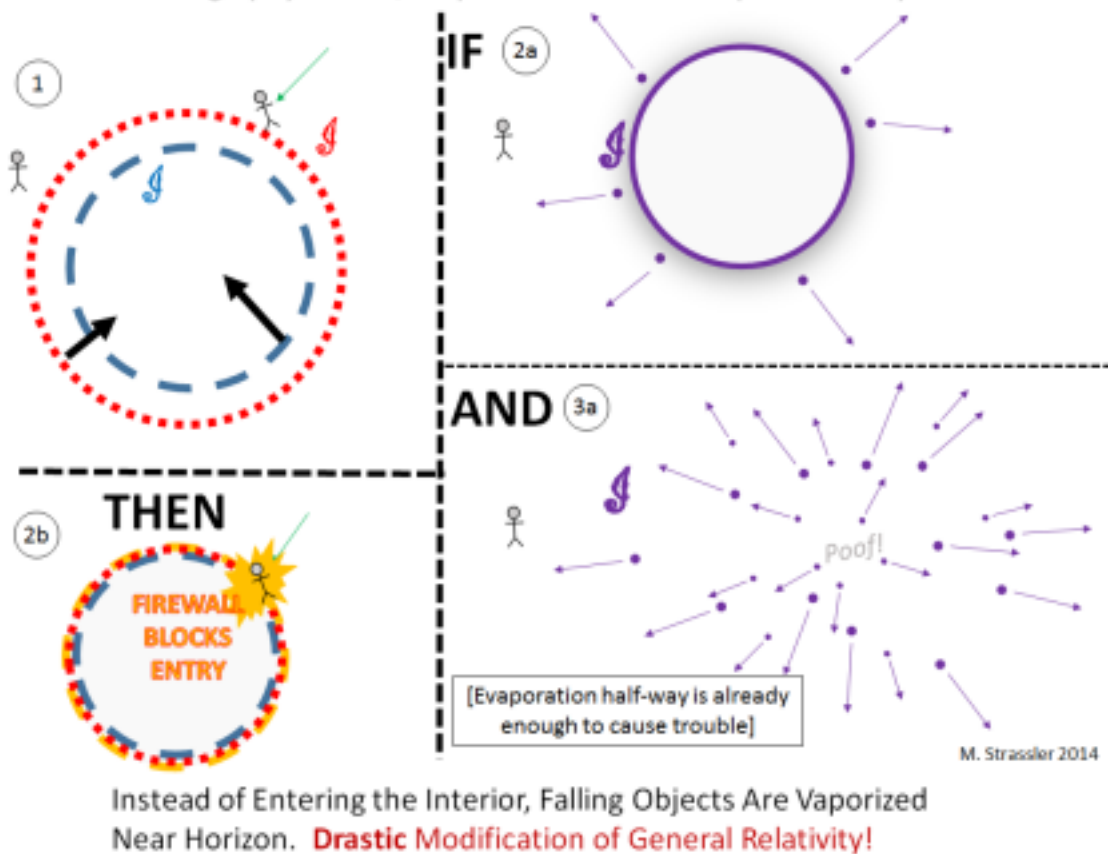 1
IF 2a
AND 3a
THEN
2b
FIREWALL
BLOCKS
ENTRY
Poof!
[Evaporation half-way is already
enough to cause trouble]
M. Strassler 2014
Instead of Entering the Interior, Falling Objects Are Vaporized
Near Horizon. Drastic Modification of General Relativity!